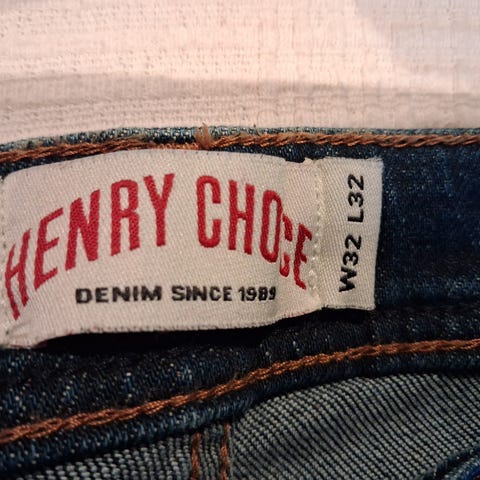 HENRY CHOICE
DENIM SINCE 1989
W32 L32